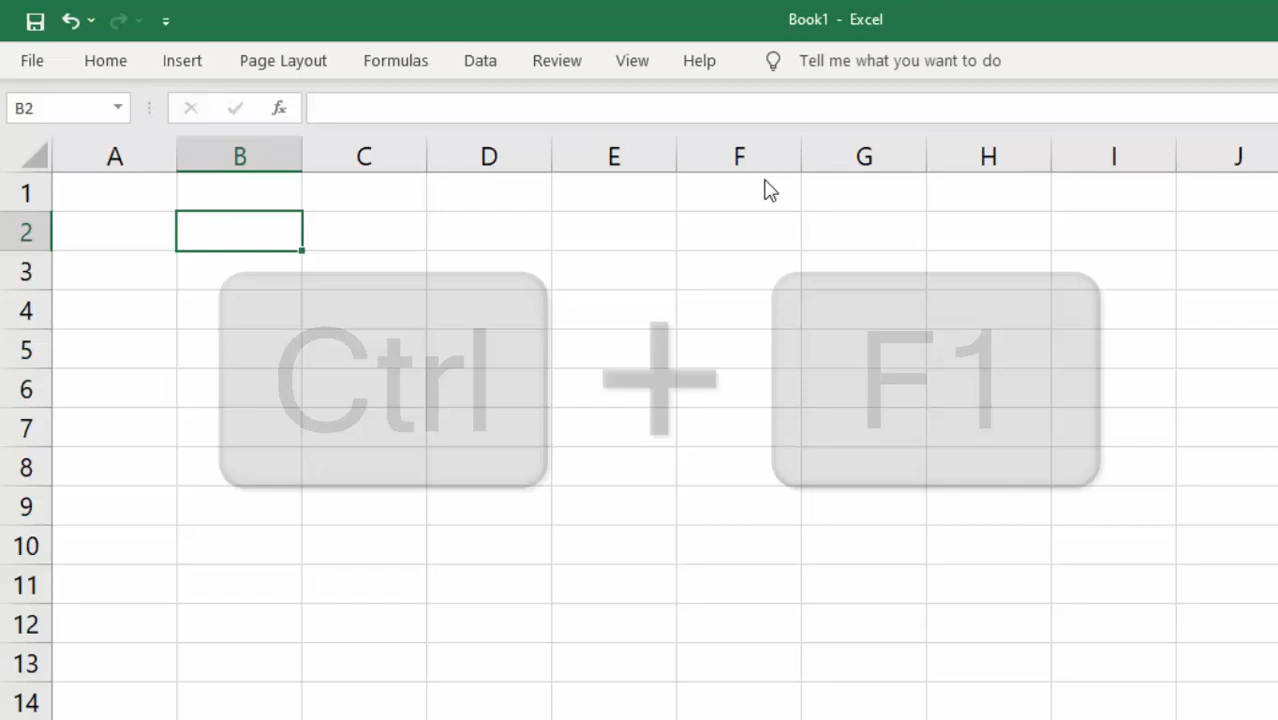 Book1 - Excel
File Home Insert Page Layout Formulas Data Review View Help Tell me what you want to do
B2 fx
A B C D E F G H I J
1
2
3
4
5
6
7
8
9
10
11
12
13
14
Ctrl + F1